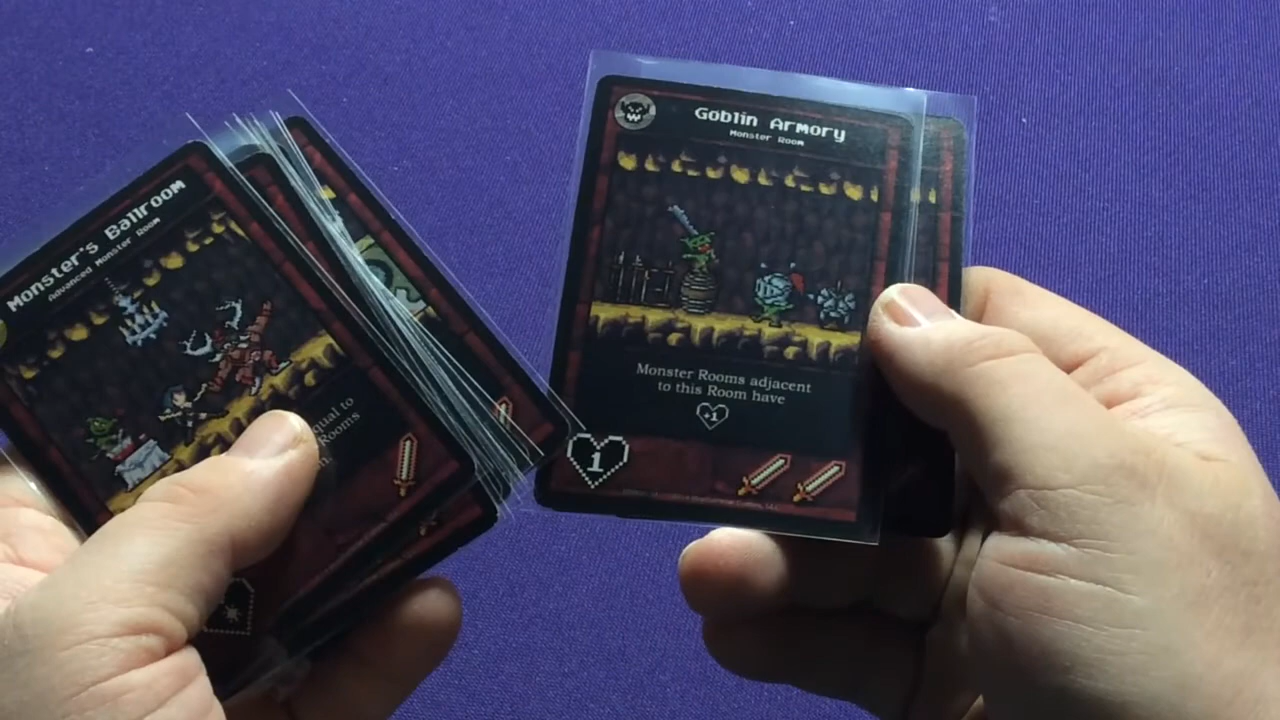 Monster's Ballroom
Advanced Monster Room
equal to
Rooms
Goblin Armory
Monster Room
Monster Rooms adjacent
to this Room have
+1
1